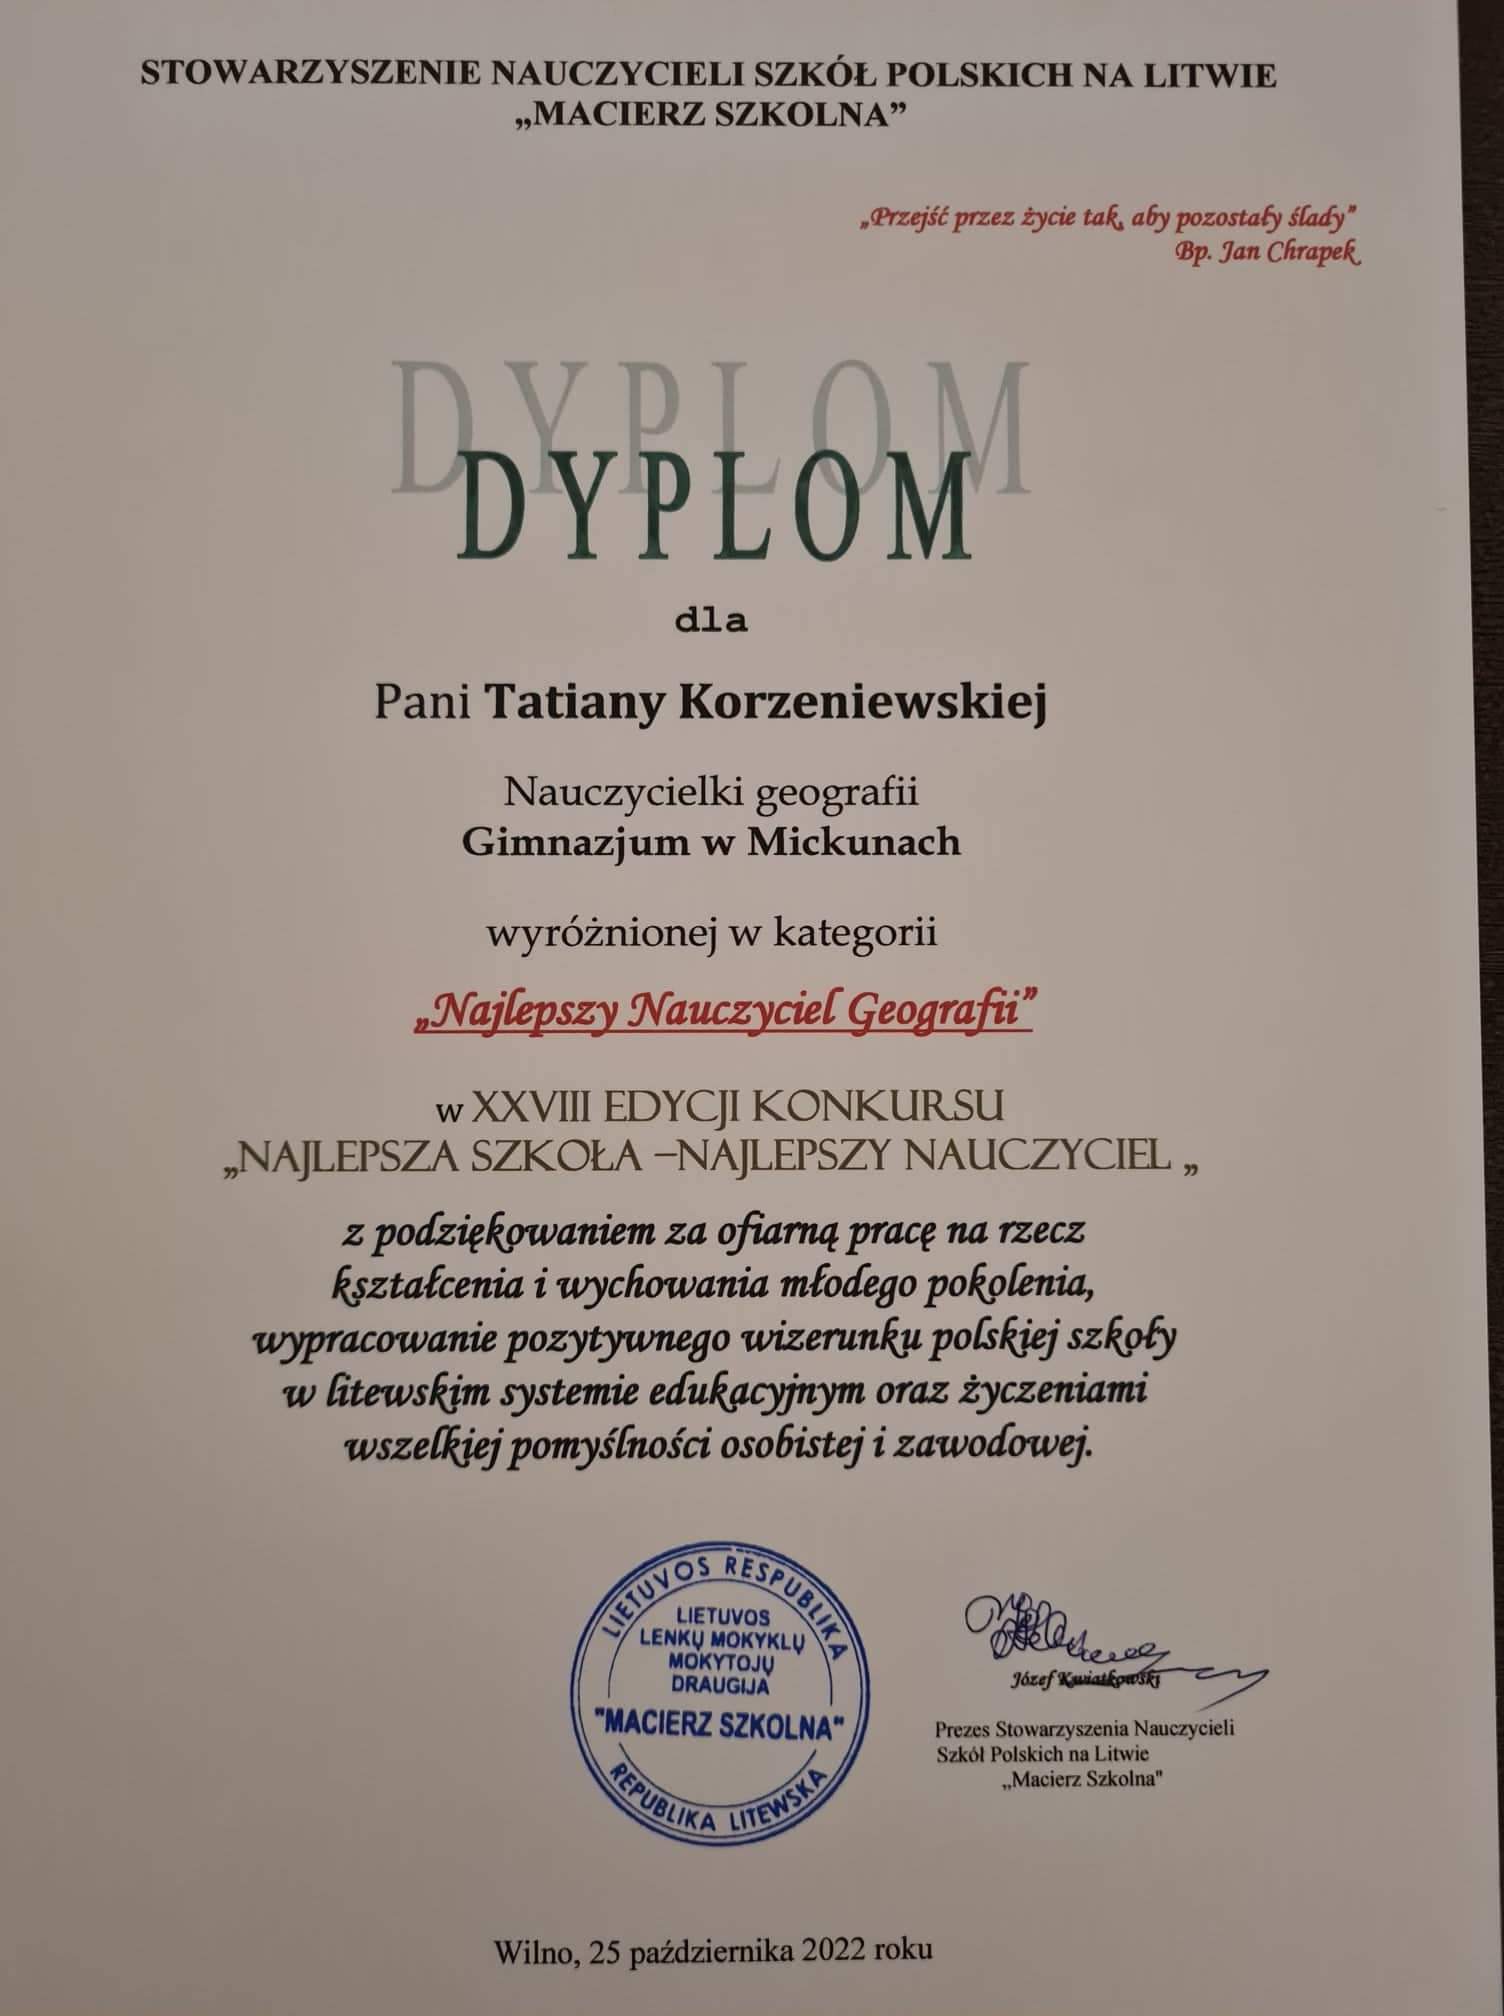 STOWARZYSZENIE NAUCZYCIELI SZKÓŁ POLSKICH NA LITWIE
„MACIERZ SZKOLNA”
„Przejść przez życie tak, aby pozostały ślady”
Bp. Jan Chrapek
DYPLOM
DYPLOM
dla
Pani Tatiany Korzeniewskiej
Nauczycielki geografii
Gimnazjum w Mickunach
wyróżnionej w kategorii
„Najlepszy Nauczyciel Geografii”
w XXVIII EDYCJI KONKURSU
„NAJLEPSZA SZKOŁA –NAJLEPSZY NAUCZYCIEL „
z podziękowaniem za ofiarną pracę na rzecz
kształcenia i wychowania młodego pokolenia,
wypracowanie pozytywnego wizerunku polskiej szkoły
w litewskim systemie edukacyjnym oraz życzeniami
wszelkiej pomyślności osobistej i zawodowej.
LIETUVOS RESPUBLIKA
LIETUVOS
LENKŲ MOKYKLŲ
MOKYTOJŲ
DRAUGIJA
"MACIERZ SZKOLNA"
REPUBLIKA LITEWSKA
Józef Kwiatkowski
Prezes Stowarzyszenia Nauczycieli
Szkół Polskich na Litwie
„Macierz Szkolna"
Wilno, 25 października 2022 roku